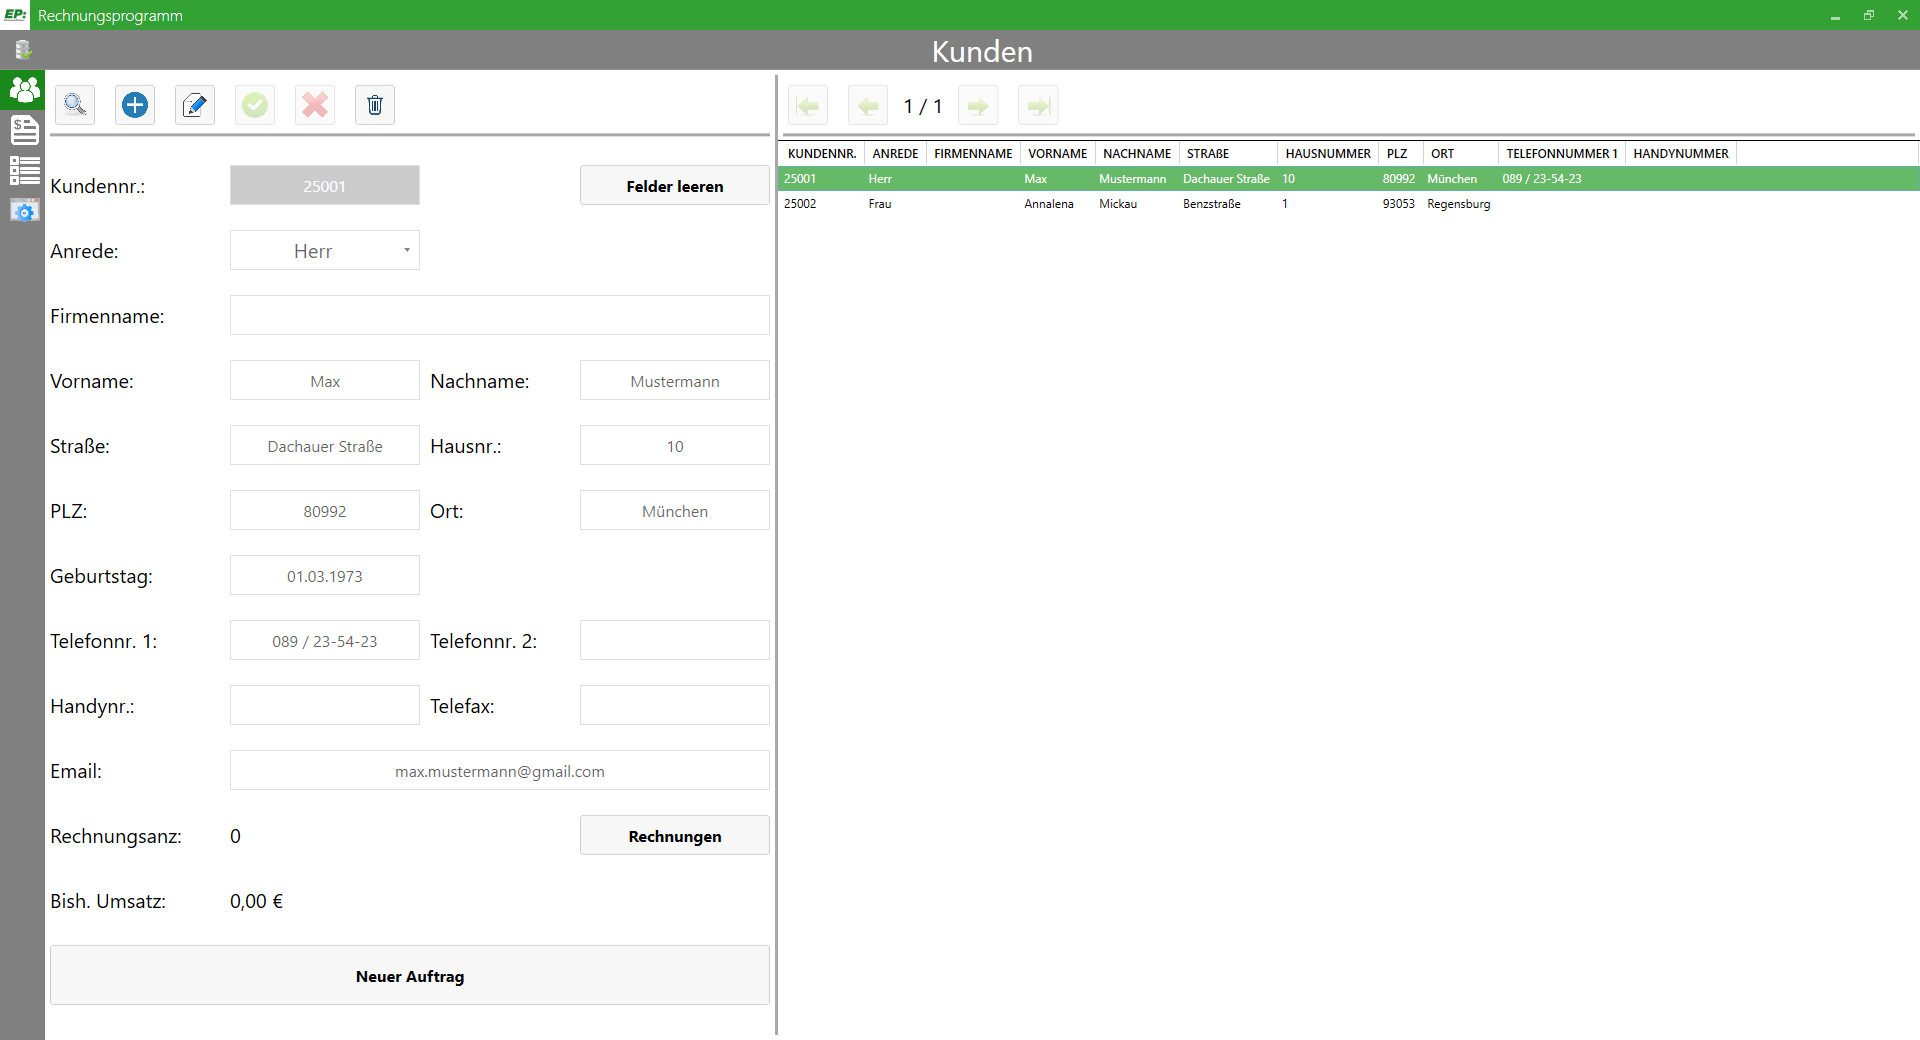 EP: Rechnungsprogramm
Kunden
1 / 1
Kundennr.: 25001 Felder leeren
Anrede: Herr
Firmenname:
Vorname: Max Nachname: Mustermann
Straße: Dachauer Straße Hausnr.: 10
PLZ: 80992 Ort: München
Geburtstag: 01.03.1973
Telefonnr. 1: 089 / 23-54-23 Telefonnr. 2:
Handynr.: Telefax:
Email: max.mustermann@gmail.com
Rechnungsanz: 0 Rechnungen
Bish. Umsatz: 0,00 €
Neuer Auftrag
KUNDENNR. ANREDE FIRMENNAME VORNAME NACHNAME STRAßE HAUSNUMMER PLZ ORT TELEFONNUMMER 1 HANDYNUMMER
25001 Herr Max Mustermann Dachauer Straße 10 80992 München 089 / 23-54-23
25002 Frau Annalena Mickau Benzstraße 1 93053 Regensburg